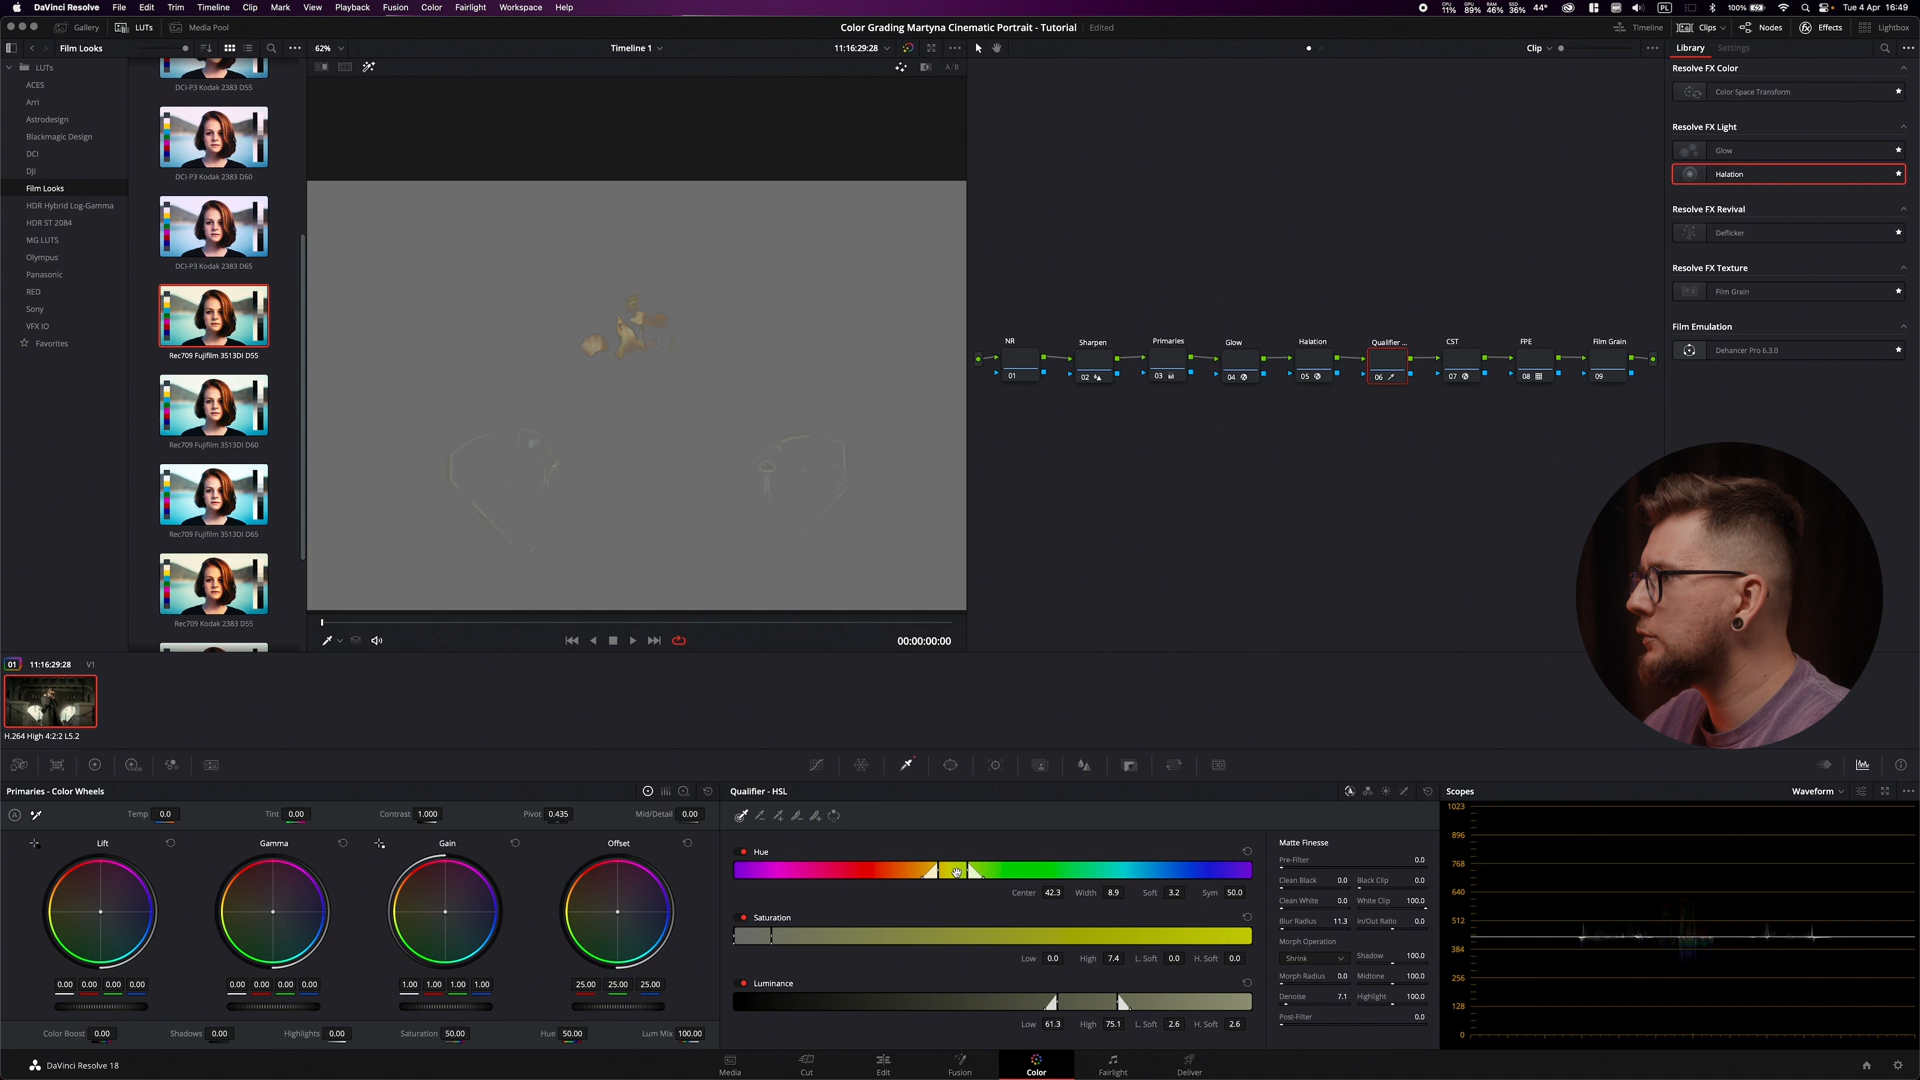 DaVinci Resolve File Edit Trim Timeline Clip Mark View Playback Fusion Color Fairlight Workspace Help
CPU 11% GPU 89% RAM 46% SSD 36% 44° PL 100% Tue 4 Apr 16:49
Gallery LUTs Media Pool
Color Grading Martyna Cinematic Portrait - Tutorial Edited
Timeline Clips Nodes Effects Lightbox
Film Looks
62% Timeline 1 11:16:29:28
Clip
Library Settings
LUTs
ACES
Arri
Astrodesign
Blackmagic Design
DCI
DJI
Film Looks
HDR Hybrid Log-Gamma
HDR ST 2084
MG LUTS
Olympus
Panasonic
RED
Sony
VFX IO
Favorites
DCI-P3 Kodak 2383 D55
DCI-P3 Kodak 2383 D60
DCI-P3 Kodak 2383 D65
Rec709 Fujifilm 3513DI D55
Rec709 Fujifilm 3513DI D60
Rec709 Fujifilm 3513DI D65
Rec709 Kodak 2383 D55
A/B
00:00:00:00
NR
01
Sharpen
02
Primaries
03
Glow
04
Halation
05
Qualifier ...
06
CST
07
FPE
08
Film Grain
09
Resolve FX Color
Color Space Transform
Resolve FX Light
Glow
Halation
Resolve FX Revival
Deflicker
Resolve FX Texture
Film Grain
Film Emulation
Dehancer Pro 6.3.0
01 11:16:29:28 V1
H.264 High 4:2:2 L5.2
Primaries - Color Wheels
A
Temp 0.0 Tint 0.00 Contrast 1.000 Pivot 0.435 Mid/Detail 0.00
Lift Gamma Gain Offset
0.00 0.00 0.00 0.00
0.00 0.00 0.00 0.00
1.00 1.00 1.00 1.00
25.00 25.00 25.00
Color Boost 0.00 Shadows 0.00 Highlights 0.00 Saturation 50.00 Hue 50.00 Lum Mix 100.00
Qualifier - HSL
Hue
Center 42.3 Width 8.9 Soft 3.2 Sym 50.0
Saturation
Low 0.0 High 7.4 L. Soft 0.0 H. Soft 0.0
Luminance
Low 61.3 High 75.1 L. Soft 2.6 H. Soft 2.6
Matte Finesse
Pre-Filter 0.0
Clean Black 0.0 Black Clip 0.0
Clean White 0.0 White Clip 100.0
Blur Radius 11.3 In/Out Ratio 0.0
Morph Operation
Shrink Shadow 100.0
Morph Radius 0.0 Midtone 100.0
Denoise 7.1 Highlight 100.0
Post-Filter 0.0
Scopes Waveform
1023
896
768
640
512
384
256
128
0
DaVinci Resolve 18
Media Cut Edit Fusion Color Fairlight Deliver